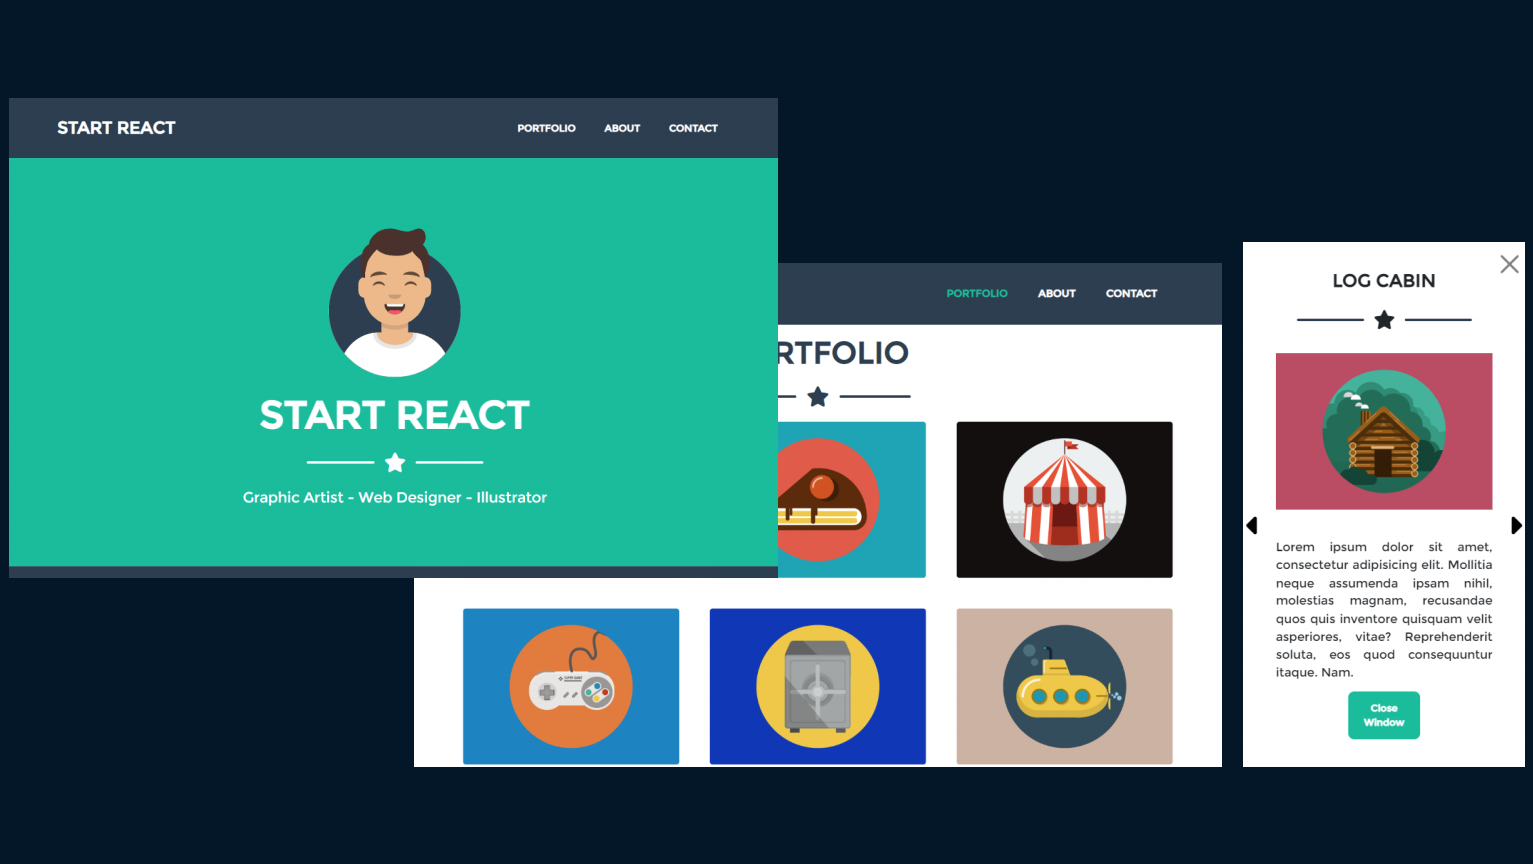 START REACT
PORTFOLIO
ABOUT
CONTACT
START REACT
Graphic Artist - Web Designer - Illustrator
PORTFOLIO
ABOUT
CONTACT
RTFOLIO
LOG CABIN
Lorem ipsum dolor sit amet,
consectetur adipisicing elit. Mollitia
neque assumenda ipsam nihil,
molestias magnam, recusandae
quos quis inventore quisquam velit
asperiores, vitae? Reprehenderit
soluta, eos quod consequuntur
itaque. Nam.
Close
Window